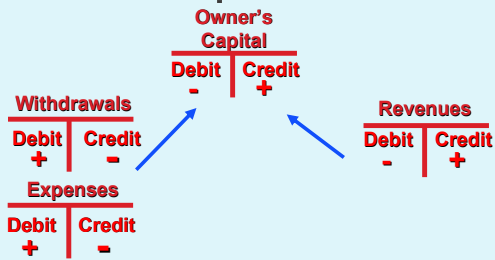 Owner's
Capital
Debit Credit
- +
Withdrawals
Debit Credit
+ -
Expenses
Debit Credit
+ -
Revenues
Debit Credit
- +